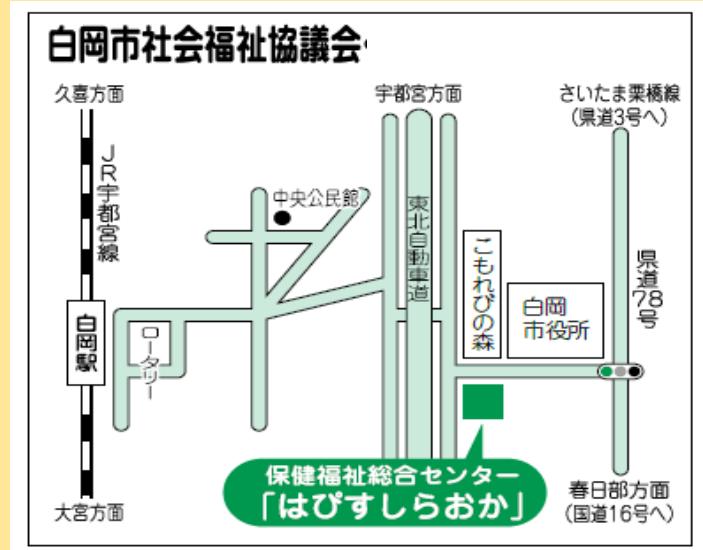 白岡市社会福祉協議会
久喜方面
宇都宮方面
さいたま栗橋線
(県道3号へ)
JR宇都宮線
中央公民館
東北自動車道
こもれびの森
県道78号
白岡
市役所
白岡駅
ロータリー
保健福祉総合センター
「はぴすしらおか」
大宮方面
春日部方面
(国道16号へ)